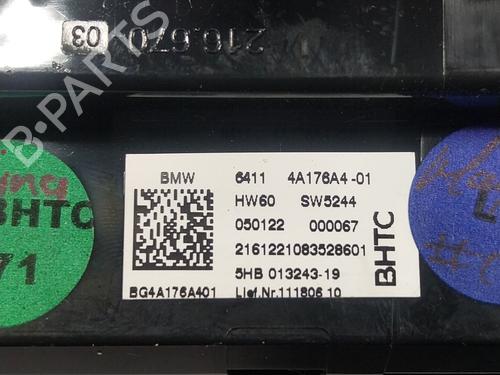 216.670 03
B-PARTS
BMW 6411 4A176A4-01
HW60 SW5244
050122 000067
2161221083528601
5HB 013243-19
BG4A176A401 Lief.Nr.111806 10
BHTC
BHTC
71